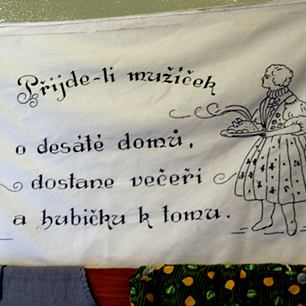 Přijde-li mužíček
o desáté domů,
dostane večeři
a hubičku k tomu.